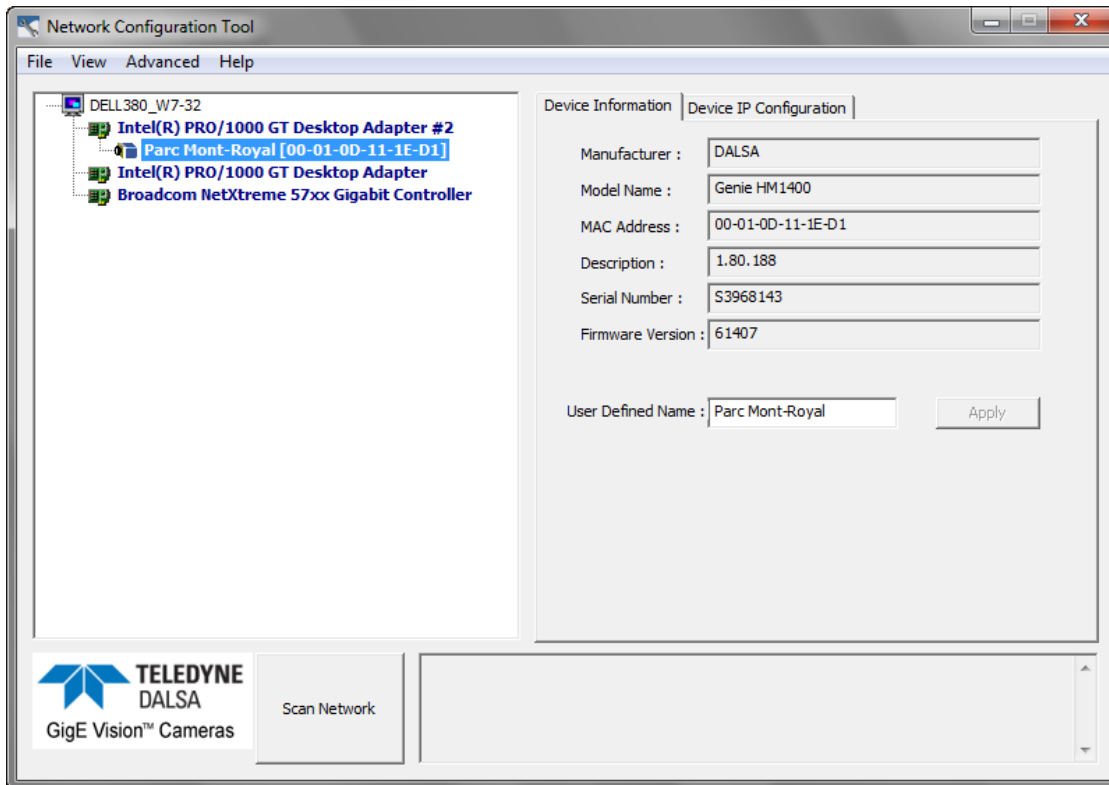 Network Configuration Tool
File View Advanced Help
DELL380_W7-32
Intel(R) PRO/1000 GT Desktop Adapter #2
Parc Mont-Royal [00-01-0D-11-1E-D1]
Intel(R) PRO/1000 GT Desktop Adapter
Broadcom NetXtreme 57xx Gigabit Controller
Device Information Device IP Configuration
Manufacturer : DALSA
Model Name : Genie HM1400
MAC Address : 00-01-0D-11-1E-D1
Description : 1.80.188
Serial Number : S3968143
Firmware Version : 61407
User Defined Name : Parc Mont-Royal Apply
TELEDYNE
DALSA
GigE Vision™ Cameras
Scan Network